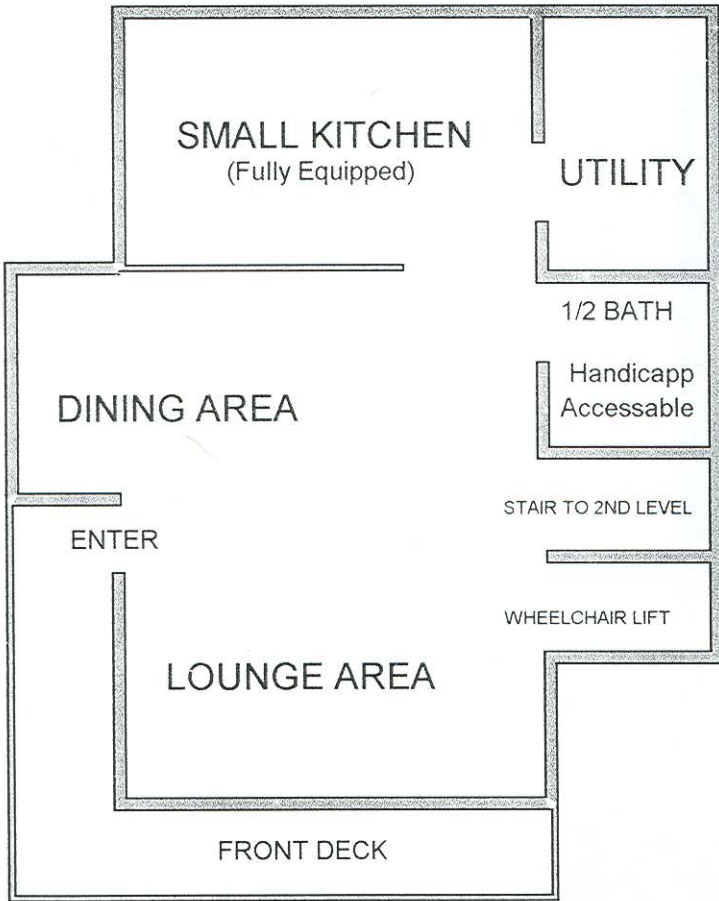 SMALL KITCHEN
(Fully Equipped)
UTILITY
1/2 BATH
Handicapp
Accessable
DINING AREA
STAIR TO 2ND LEVEL
ENTER
WHEELCHAIR LIFT
LOUNGE AREA
FRONT DECK